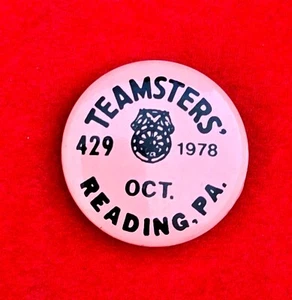 TEAMSTERS'
429 1978
OCT.
READING, PA.